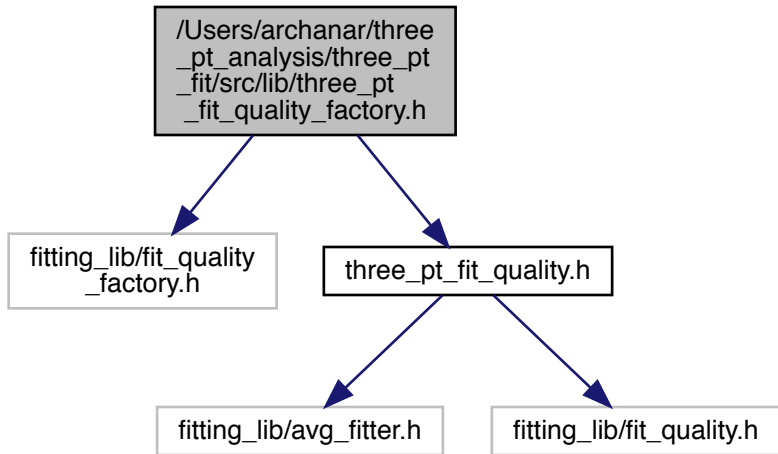 /Users/archanar/three
_pt_analysis/three_pt
_fit/src/lib/three_pt
_fit_quality_factory.h
fitting_lib/fit_quality
_factory.h
three_pt_fit_quality.h
fitting_lib/avg_fitter.h
fitting_lib/fit_quality.h